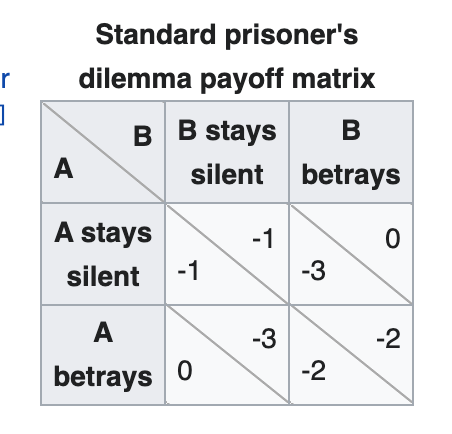 Standard prisoner's
r
dilemma payoff matrix
]
B
B stays
B
A
silent
betrays
A stays
-1
0
silent
-1
-3
A
-3
-2
betrays
0
-2